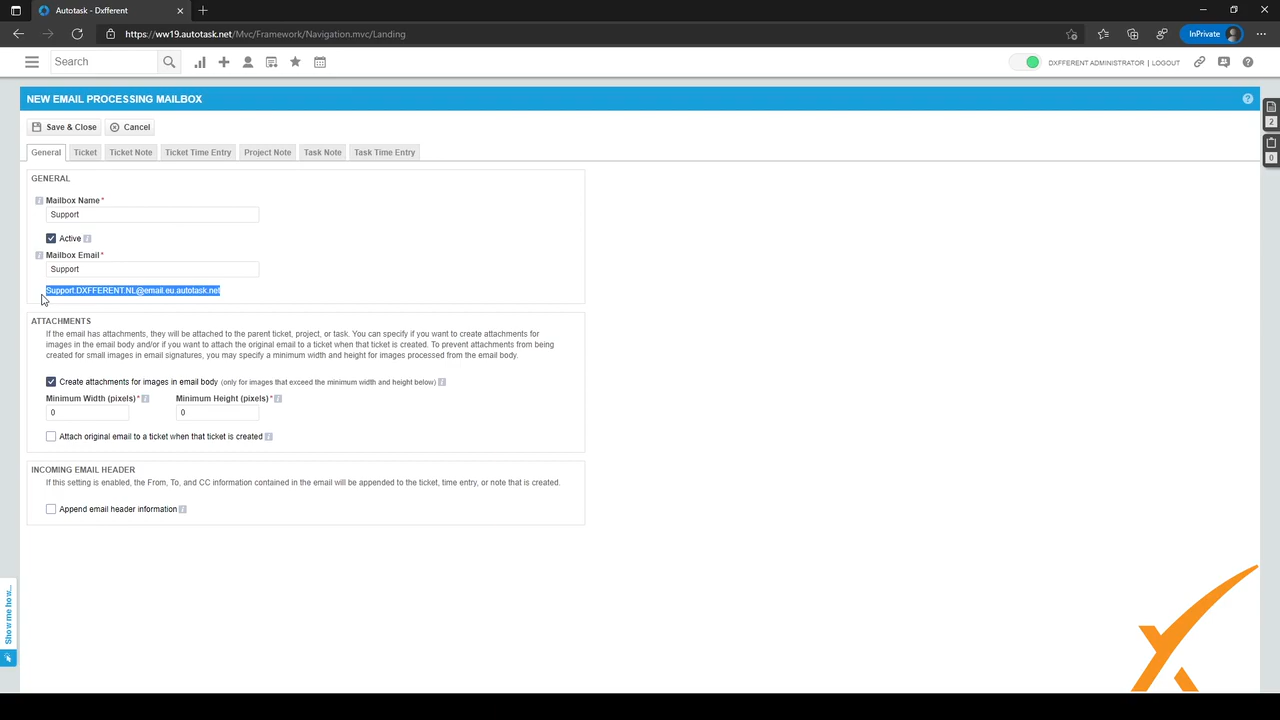 Autotask - Dxfferent
https://ww19.autotask.net/Mvc/Framework/Navigation.mvc/Landing
InPrivate
Search
DXFFERENT ADMINISTRATOR | LOGOUT
NEW EMAIL PROCESSING MAILBOX
Save & Close
Cancel
2
0
General
Ticket
Ticket Note
Ticket Time Entry
Project Note
Task Note
Task Time Entry
GENERAL
Mailbox Name*
Support
Active
Mailbox Email*
Support
Support.DXFFERENT.NL@email.eu.autotask.net
ATTACHMENTS
If the email has attachments, they will be attached to the parent ticket, project, or task. You can specify if you want to create attachments for
images in the email body and/or if you want to attach the original email to a ticket when that ticket is created. To prevent attachments from being
created for small images in email signatures, you may specify a minimum width and height for images processed from the email body.
Create attachments for images in email body (only for images that exceed the minimum width and height below)
Minimum Width (pixels)*
Minimum Height (pixels)*
0
0
Attach original email to a ticket when that ticket is created
INCOMING EMAIL HEADER
If this setting is enabled, the From, To, and CC information contained in the email will be appended to the ticket, time entry, or note that is created.
Append email header information
Show me how...